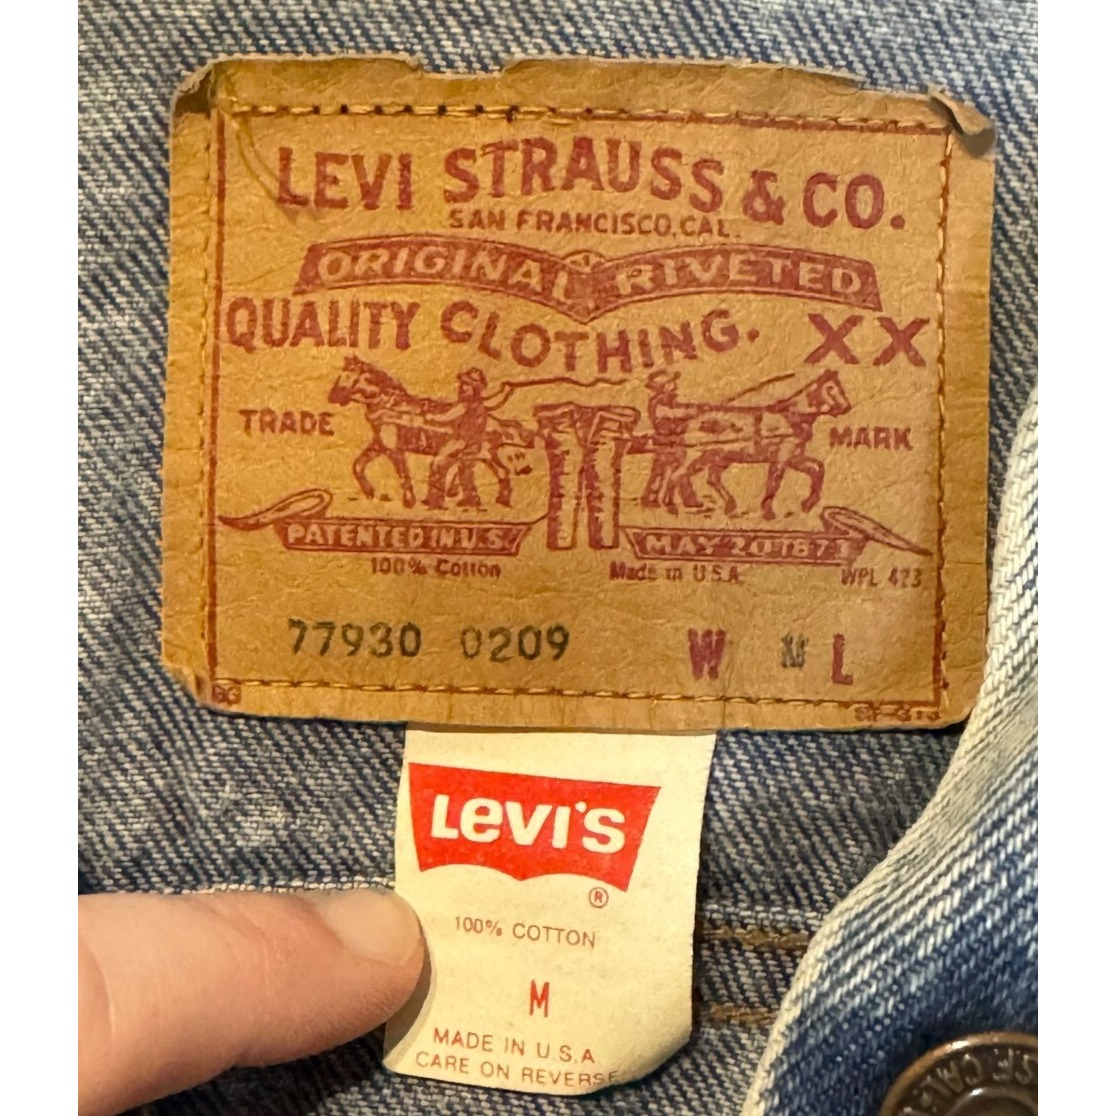 LEVI STRAUSS & CO.
SAN FRANCISCO, CAL.
ORIGINAL RIVETED
QUALITY CLOTHING. XX
TRADE MARK
PATENTED IN U.S. MAY 20 1873
100% Cotton Made in U.S.A. WPL 423
77930 0209 W M L
LEVI'S
®
100% COTTON
M
MADE IN U.S.A
CARE ON REVERSE